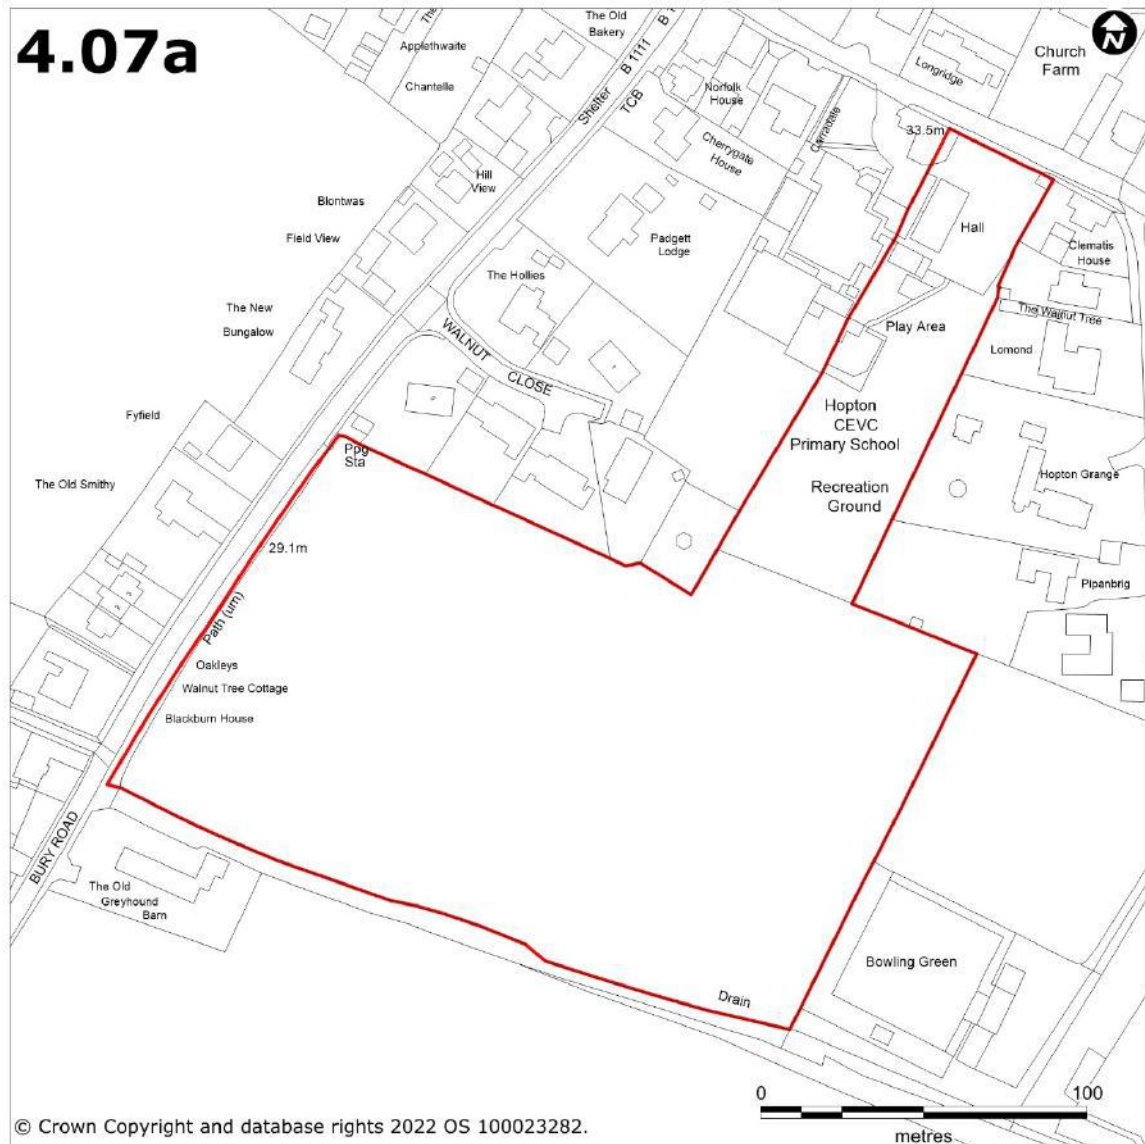 4.07a
The Old
Bakery
B 1111
The
Applethwaite
Chantelle
Shelter
TCB
Norfolk
House
Longridge
Church
Farm
N
33.5m
Carradale
Cherrygate
House
Hill
View
Blontwas
Field View
Padgett
Lodge
Hall
Clematis
House
The Hollies
The New
Bungalow
WALNUT
CLOSE
Play Area
The Walnut Tree
Lomond
Fyfield
Hopton
CEVC
Primary School
Ppg
Sta
The Old Smithy
Recreation
Ground
Hopton Grange
29.1m
Pipanbrig
Path (um)
Oakleys
Walnut Tree Cottage
Blackburn House
BURY ROAD
The Old
Greyhound
Barn
Bowling Green
Drain
0 100
metres
© Crown Copyright and database rights 2022 OS 100023282.